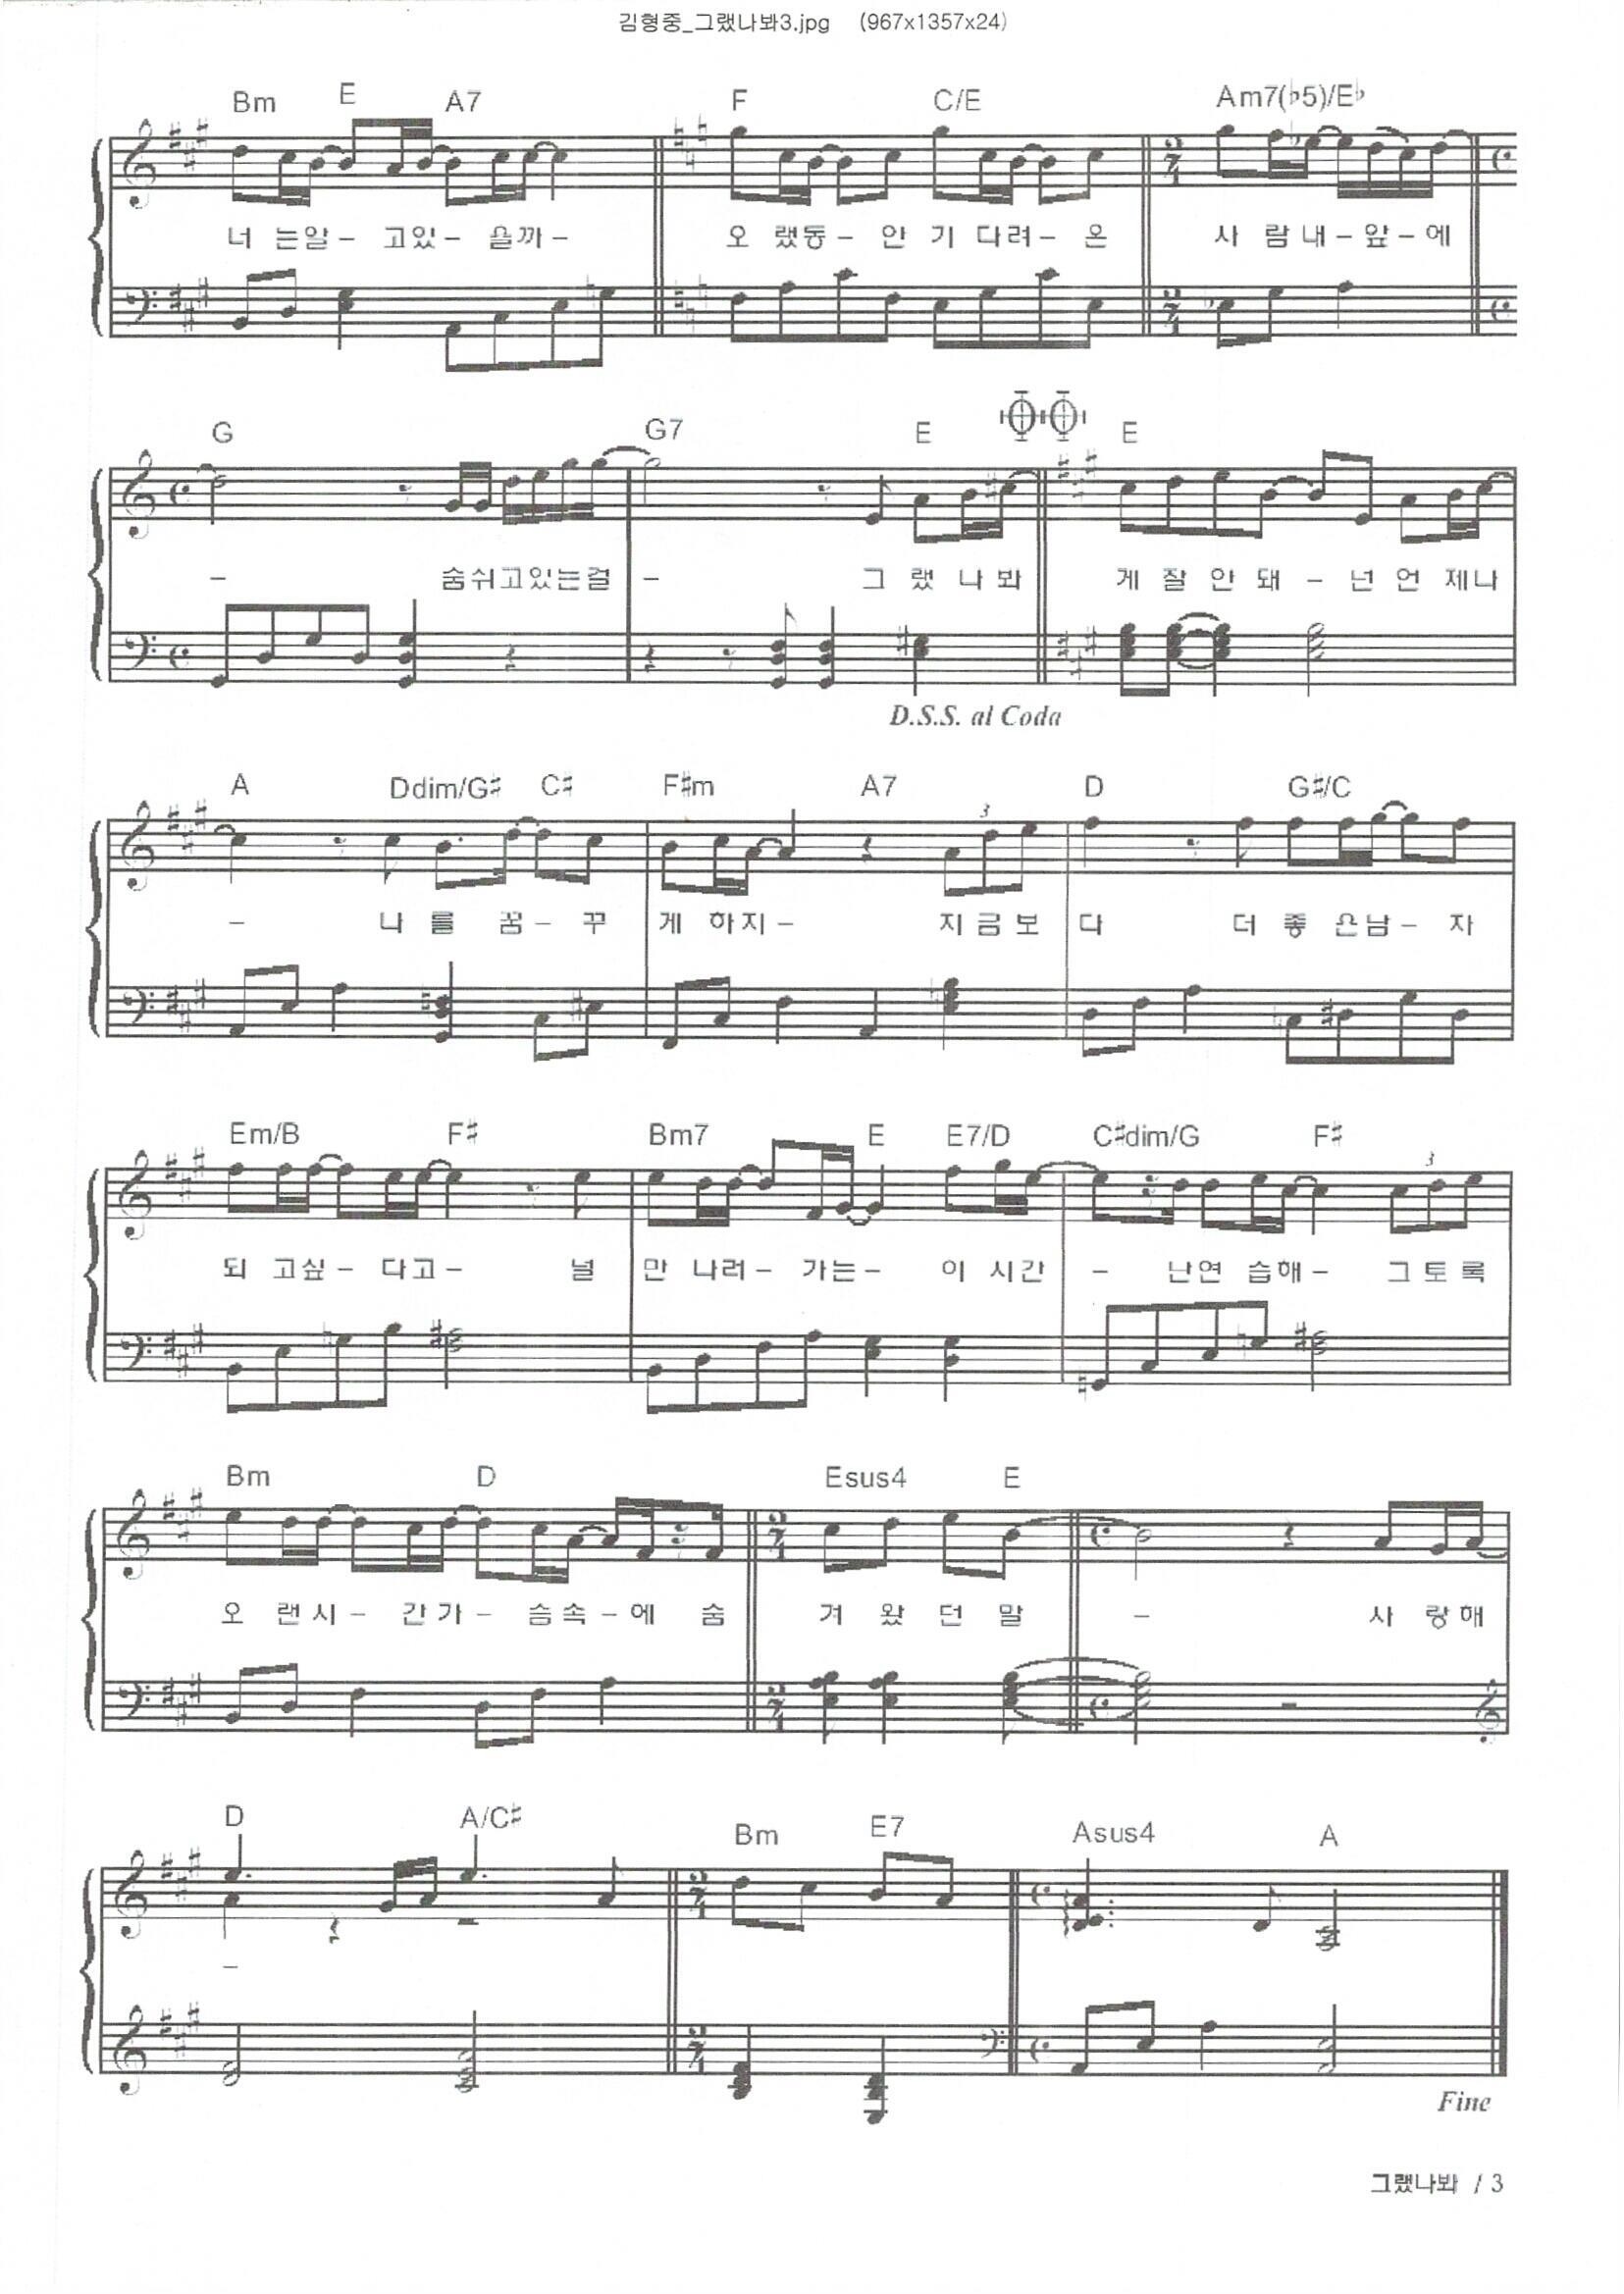 김형중_그랬나봐3.jpg (967x1357x24)
Bm E A7 F C/E Am7(♭5)/E♭
너 는알 - 고있 - 을까 - 오 랬동 - 안 기 다려 - 온 사 람 내 - 앞 - 에
G G7 E E
- 숨쉬고있는걸 - 그 랬 나 봐 게 잘 안 돼 - 넌 언 제나
D.S.S. al Coda
A Ddim/G♯ C♯ F♯m A7 D G♯/C
3
- 나 를 꿈 - 꾸 게 하지 - 지 금 보 다 더 좋 은남 - 자
Em/B F♯ Bm7 E E7/D C♯dim/G F♯
3
되 고싶 - 다고 - 널 만 나러 - 가는 - 이 시간 - 난연 습해 - 그 토 록
Bm D Esus4 E
오 랜 시 - 간 가 - 슴 속 - 에 숨 겨 왔 던 말 - 사 랑 해
D A/C♯ Bm E7 Asus4 A
-
Fine
그랬나봐 / 3